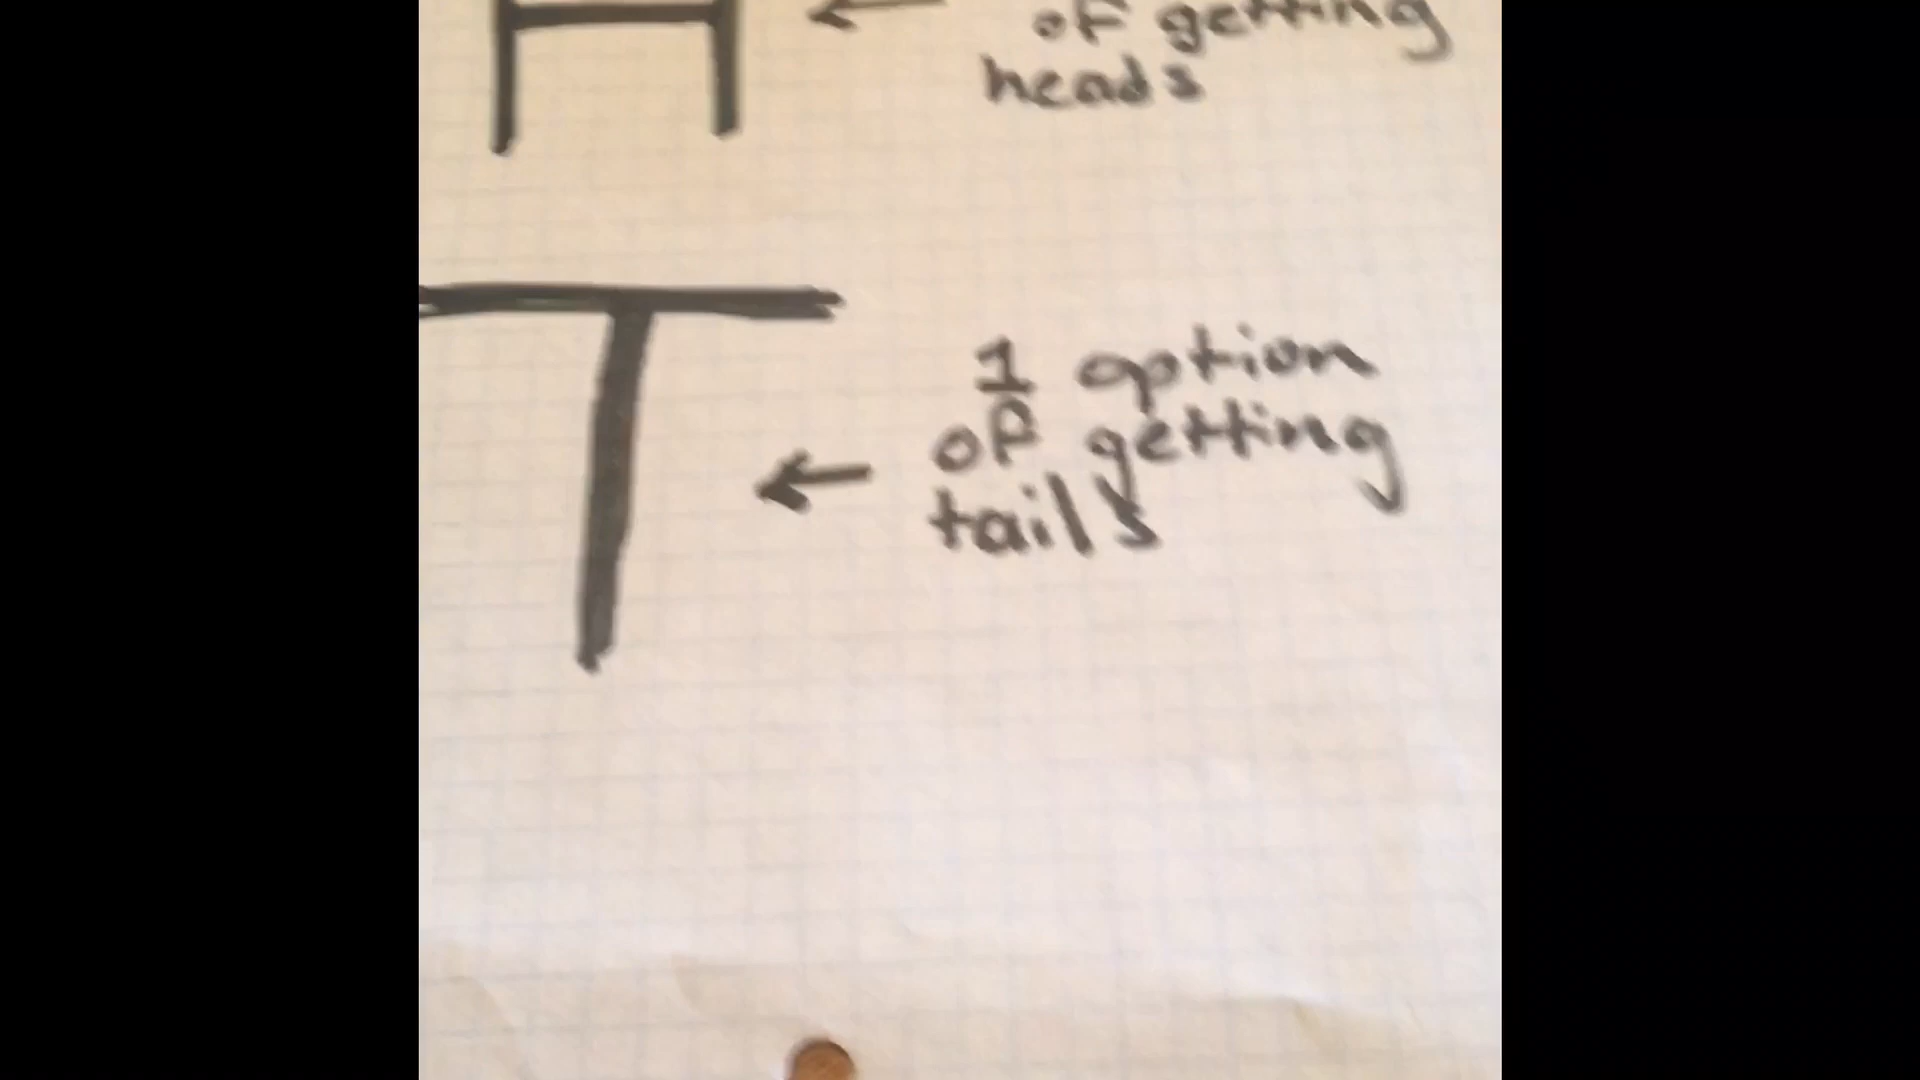 H ← of getting
heads
T
1 option
← of getting
tails